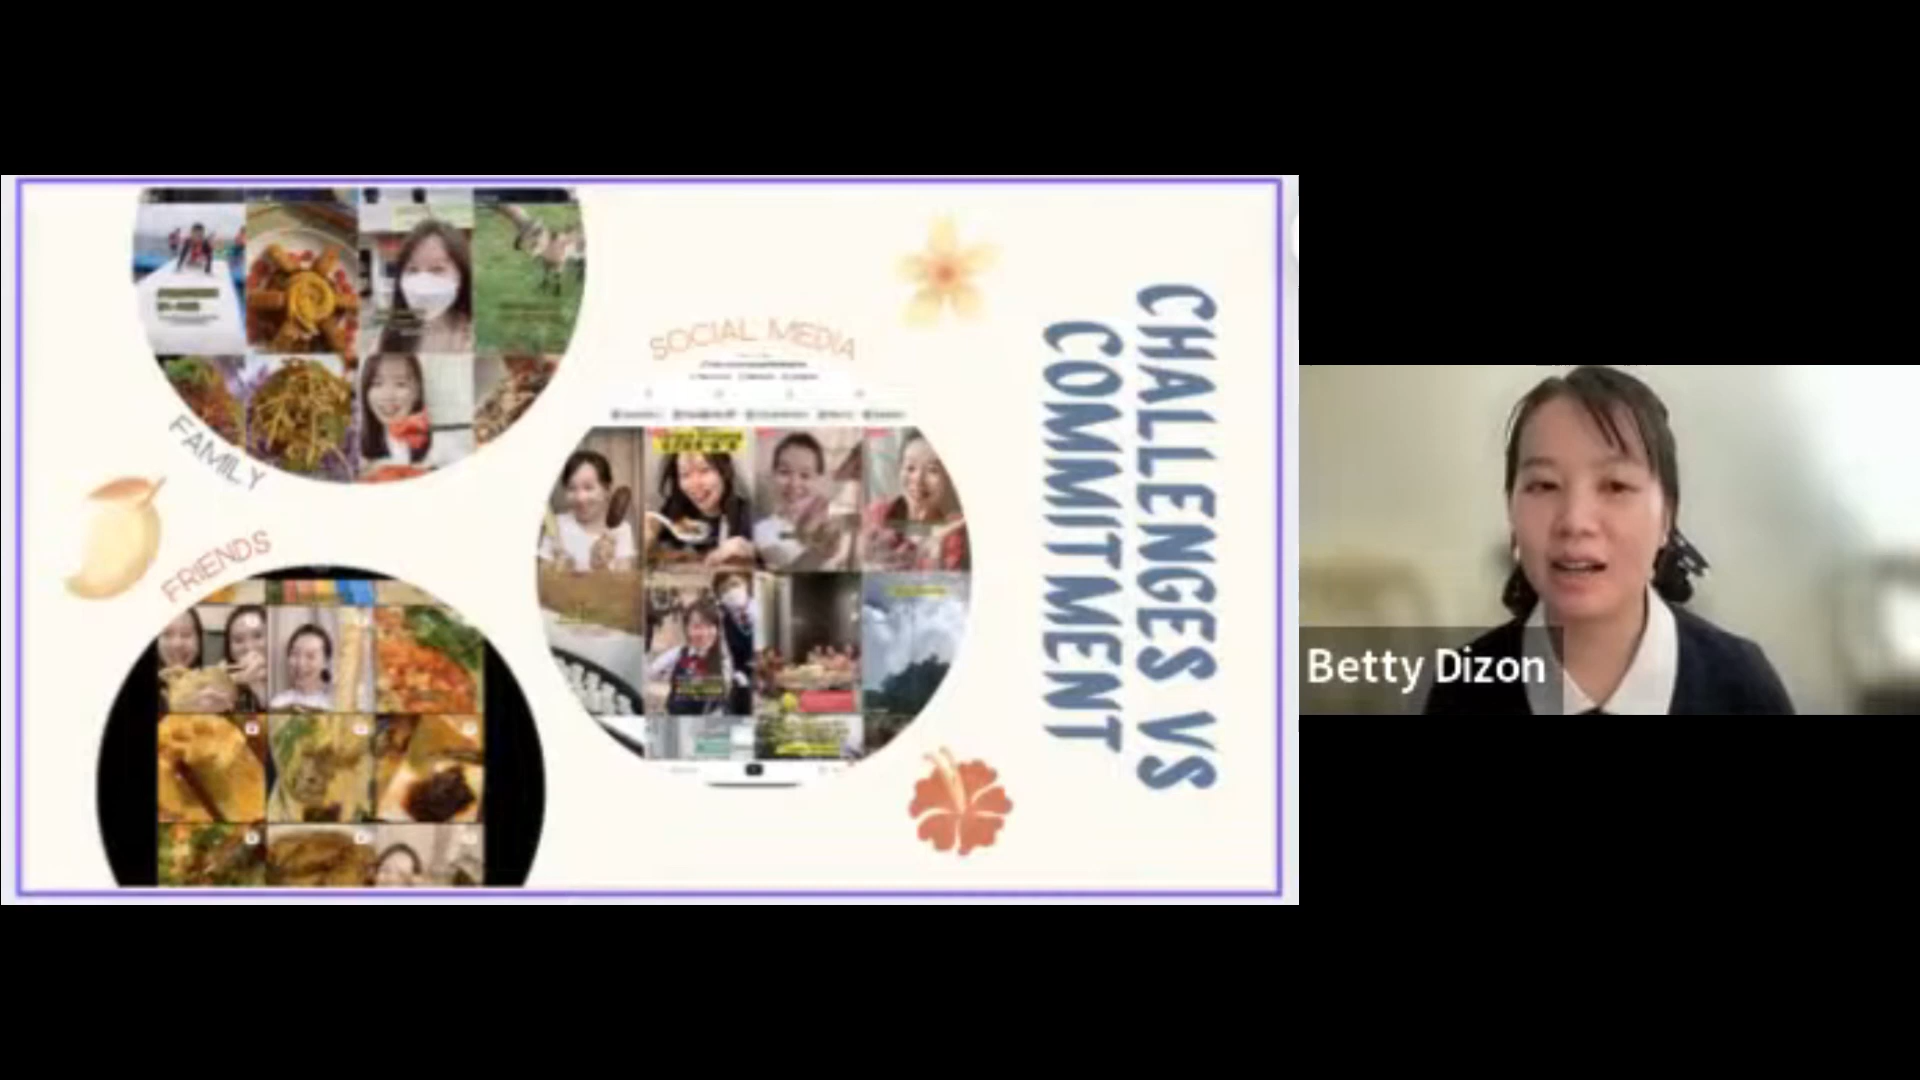 FAMILY
SOCIAL MEDIA
FRIENDS
CHALLENGES VS
COMMITMENT
Betty Dizon